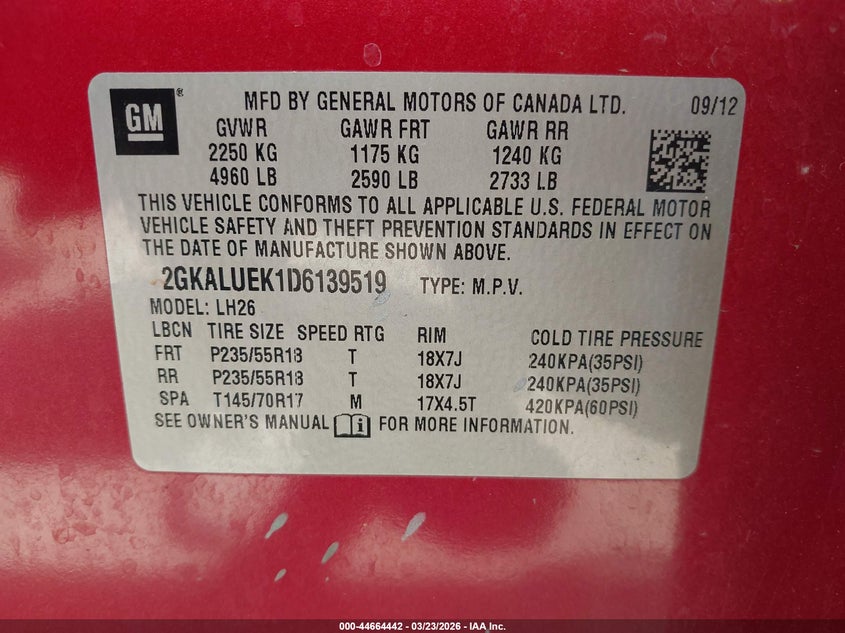 GM® MFD BY GENERAL MOTORS OF CANADA LTD. 09/12
GVWR GAWR FRT GAWR RR
2250 KG 1175 KG 1240 KG
4960 LB 2590 LB 2733 LB
THIS VEHICLE CONFORMS TO ALL APPLICABLE U.S. FEDERAL MOTOR
VEHICLE SAFETY AND THEFT PREVENTION STANDARDS IN EFFECT ON
THE DATE OF MANUFACTURE SHOWN ABOVE.
2GKALUEK1D6139519 TYPE: M.P.V.
MODEL: LH26
LBCN TIRE SIZE SPEED RTG RIM COLD TIRE PRESSURE
FRT P235/55R18 T 18X7J 240KPA(35PSI)
RR P235/55R18 T 18X7J 240KPA(35PSI)
SPA T145/70R17 M 17X4.5T 420KPA(60PSI)
SEE OWNER'S MANUAL i FOR MORE INFORMATION.
000-44664442 — 03/23/2026 — IAA Inc.